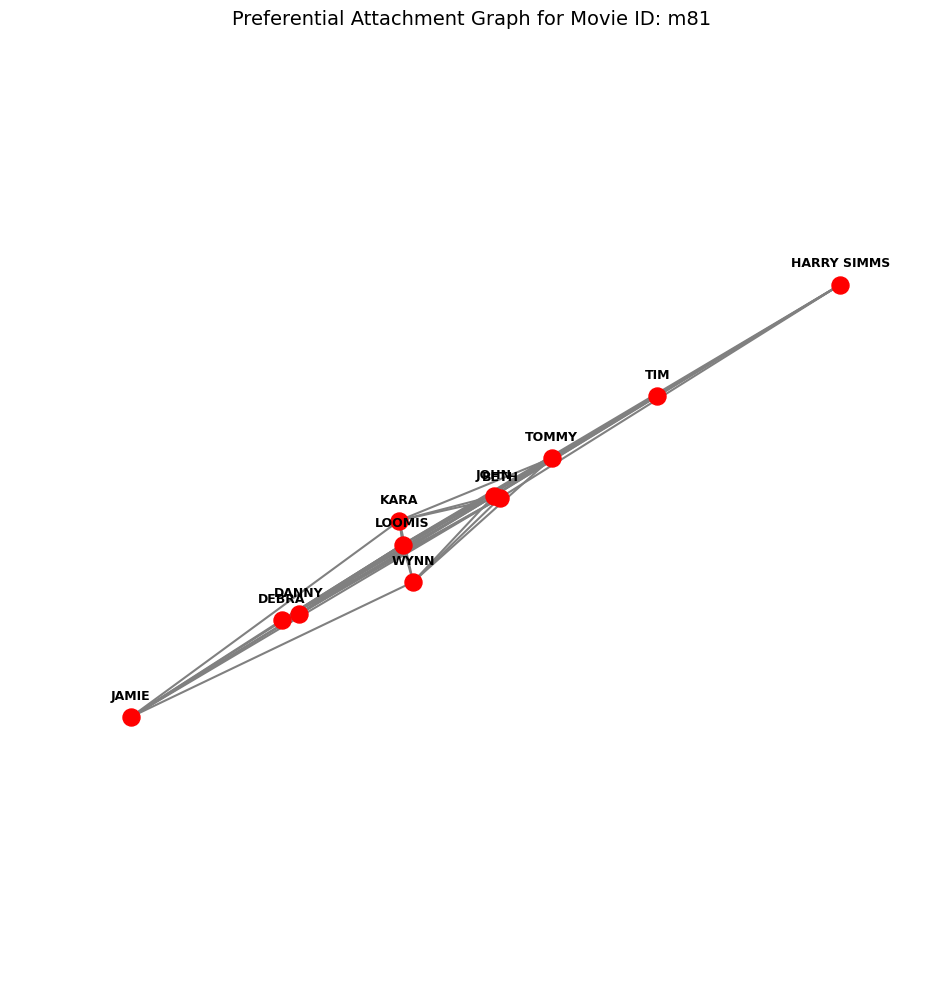 Preferential Attachment Graph for Movie ID: m81
HARRY SIMMS
TIM
TOMMY
JOHN
BETH
KARA
LOOMIS
WYNN
DANNY
DEBRA
JAMIE